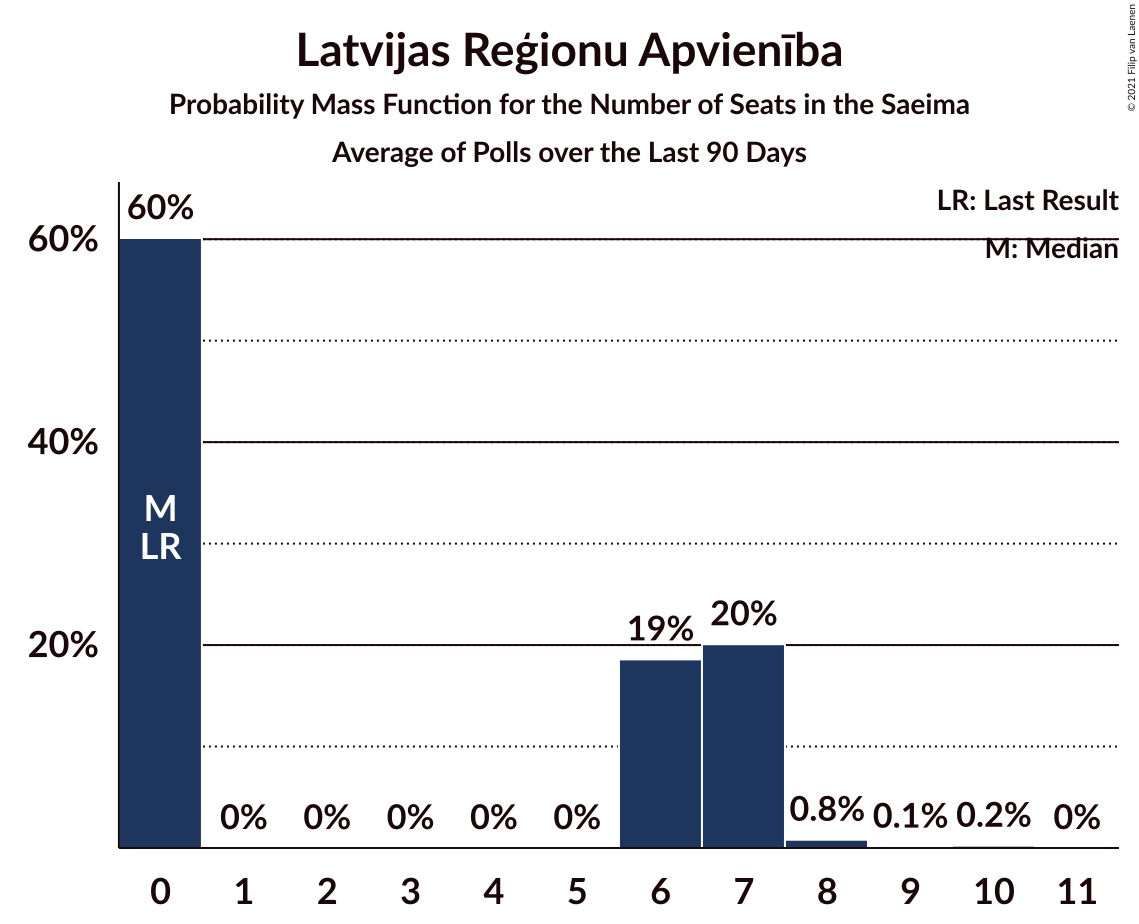 Latvijas Reģionu Apvienība
Probability Mass Function for the Number of Seats in the Saeima
Average of Polls over the Last 90 Days
© 2021 Filip van Laenen
LR: Last Result
M: Median
60%
40%
20%
60%
M
LR
0%
0%
0%
0%
0%
19%
20%
0.8%
0.1%
0.2%
0%
0 1 2 3 4 5 6 7 8 9 10 11